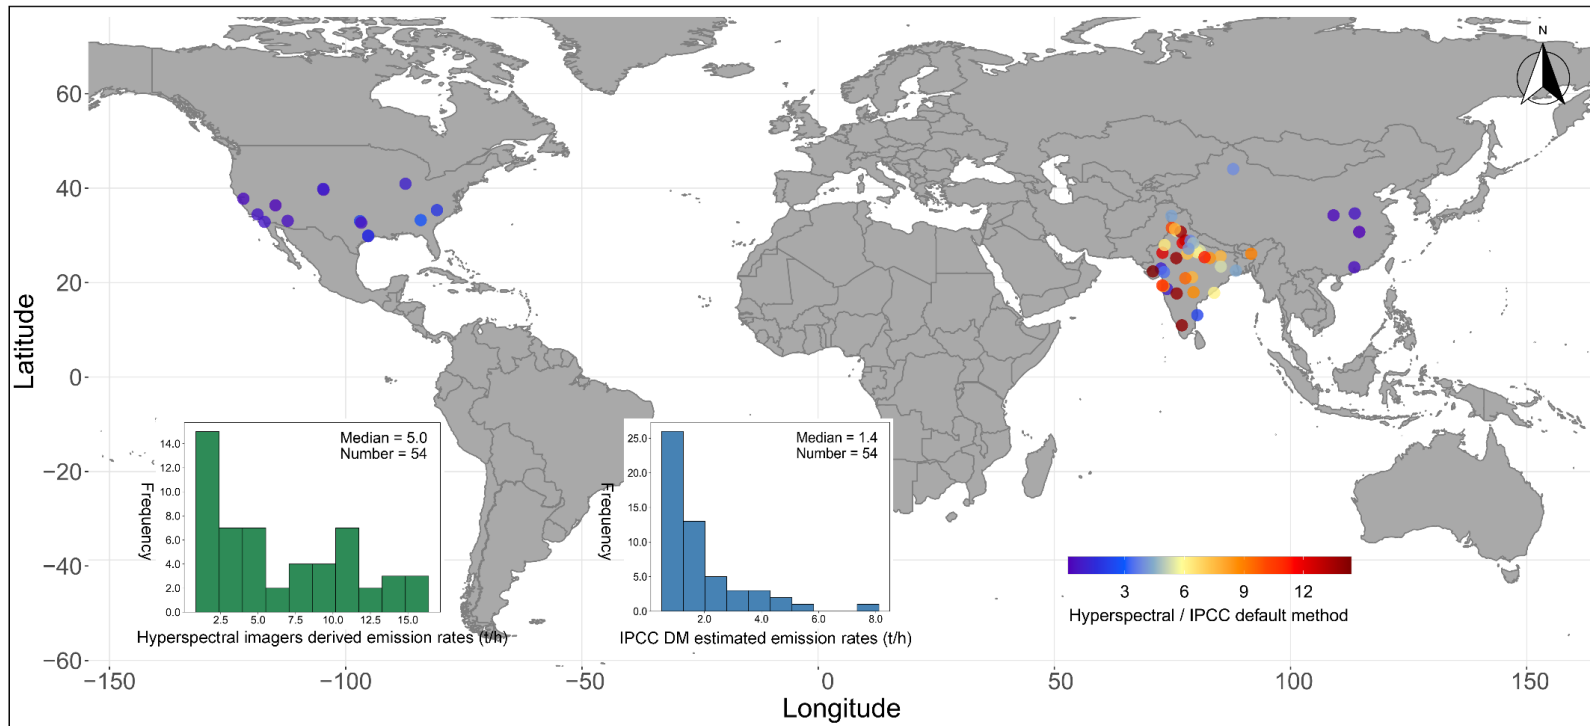 N
Latitude
60
40
20
0
−20
−40
−60
Median = 5.0
Number = 54
Frequency
14.0
12.0
10.0
8.0
6.0
4.0
2.0
0.0
2.5 5.0 7.5 10.0 12.5 15.0
Hyperspectral imagers derived emission rates (t/h)
Median = 1.4
Number = 54
Frequency
25.0
20.0
15.0
10.0
5.0
0.0
2.0 4.0 6.0 8.0
IPCC DM estimated emission rates (t/h)
3 6 9 12
Hyperspectral / IPCC default method
−150 −100 −50 0 50 100 150
Longitude